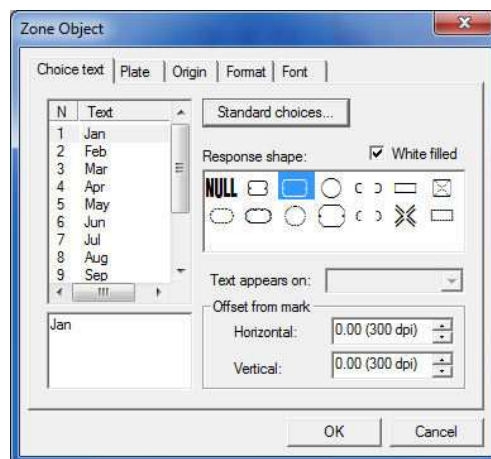 Zone Object
Choice text Plate Origin Format Font
N Text
1 Jan
2 Feb
3 Mar
4 Apr
5 May
6 Jun
7 Jul
8 Aug
9 Sep
Jan
Standard choices...
Response shape: White filled
NULL
Text appears on:
Offset from mark
Horizontal: 0.00 (300 dpi)
Vertical: 0.00 (300 dpi)
OK Cancel